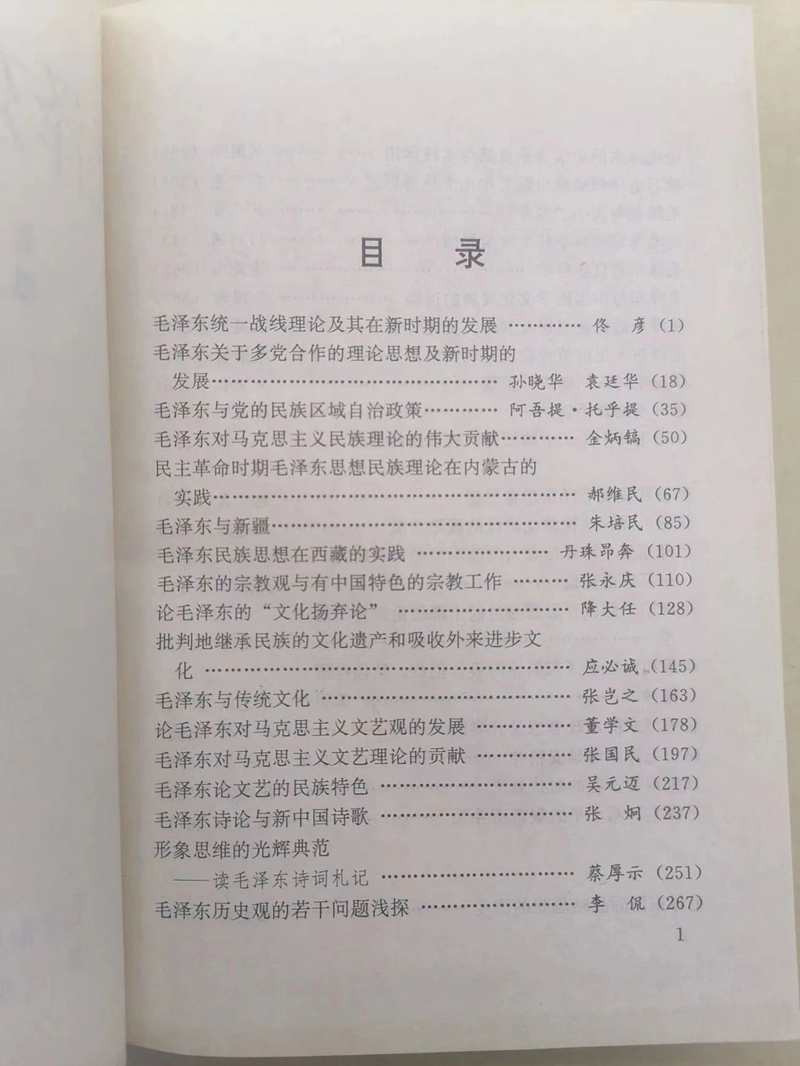 目 录
毛泽东统一战线理论及其在新时期的发展 ………… 佟 彦 (1)
毛泽东关于多党合作的理论思想及新时期的
发展…………………………………… 孙晓华 袁廷华 (18)
毛泽东与党的民族区域自治政策………… 阿吾提·托乎提 (35)
毛泽东对马克思主义民族理论的伟大贡献………… 金炳镐 (50)
民主革命时期毛泽东思想民族理论在内蒙古的
实践……………………………………………… 郝维民 (67)
毛泽东与新疆……………………………………… 朱培民 (85)
毛泽东民族思想在西藏的实践 ………………… 丹珠昂奔 (101)
毛泽东的宗教观与有中国特色的宗教工作 ……… 张永庆 (110)
论毛泽东的“文化扬弃论” ……………………… 降大任 (128)
批判地继承民族的文化遗产和吸收外来进步文
化 ……………………………………………… 应必诚 (145)
毛泽东与传统文化 ……………………………… 张岂之 (163)
论毛泽东对马克思主义文艺观的发展 ………… 董学文 (178)
毛泽东对马克思主义文艺理论的贡献 ………… 张国民 (197)
毛泽东论文艺的民族特色 ……………………… 吴元迈 (217)
毛泽东诗论与新中国诗歌 ……………………… 张 炯 (237)
形象思维的光辉典范
——读毛泽东诗词札记 ……………………… 蔡厚示 (251)
毛泽东历史观的若干问题浅探 ………………… 李 侃 (267)
1